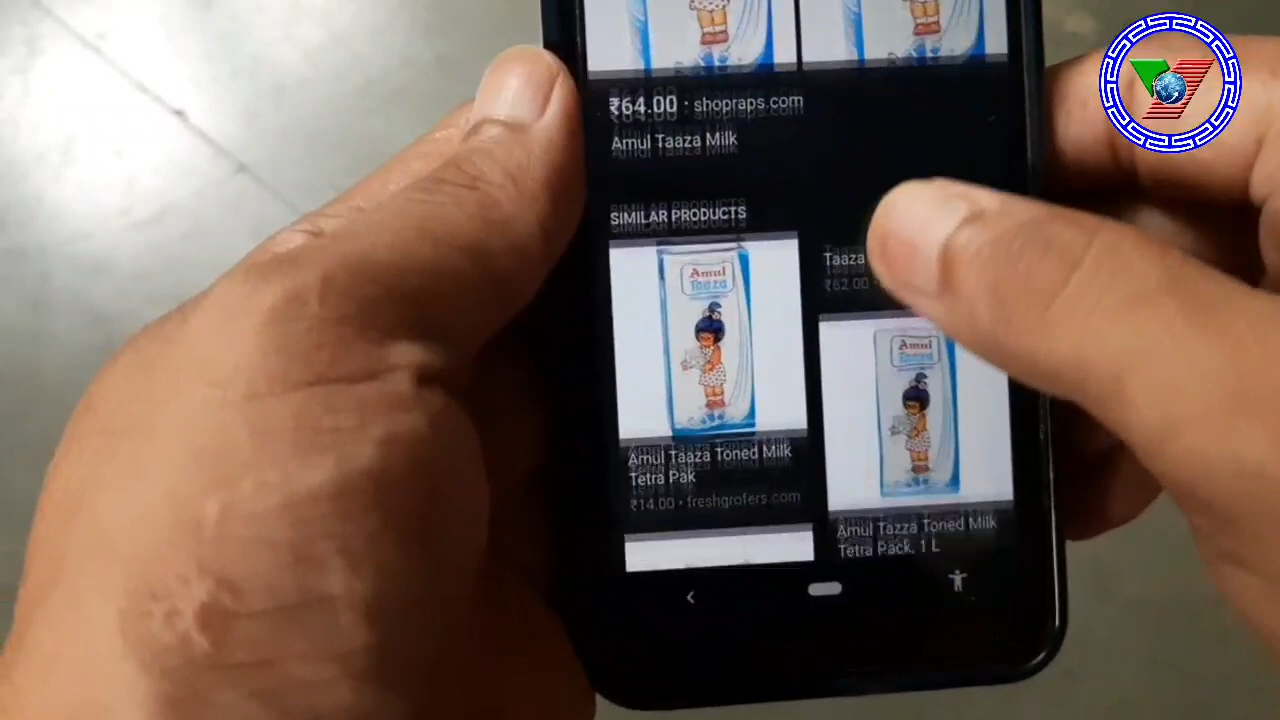 ₹64.00 · shopraps.com
Amul Taaza Milk
SIMILAR PRODUCTS
Amul
Taaza
Amul Taaza Toned Milk
Tetra Pak
₹14.00 · freshgrofers.com
Taaza
₹62.00
Amul
Taaza
Amul Tazza Toned Milk
Tetra Pack, 1 L